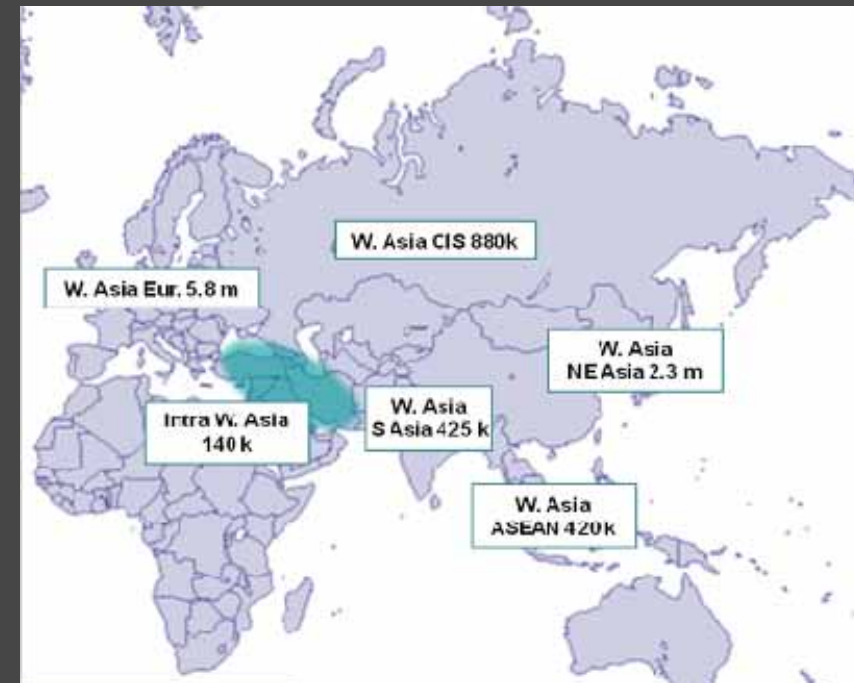 W. Asia CIS 880k
W. Asia Eur. 5.8 m
W. Asia
NE Asia 2.3 m
Intra W. Asia
140 k
W. Asia
S Asia 425 k
W. Asia
ASEAN 420k